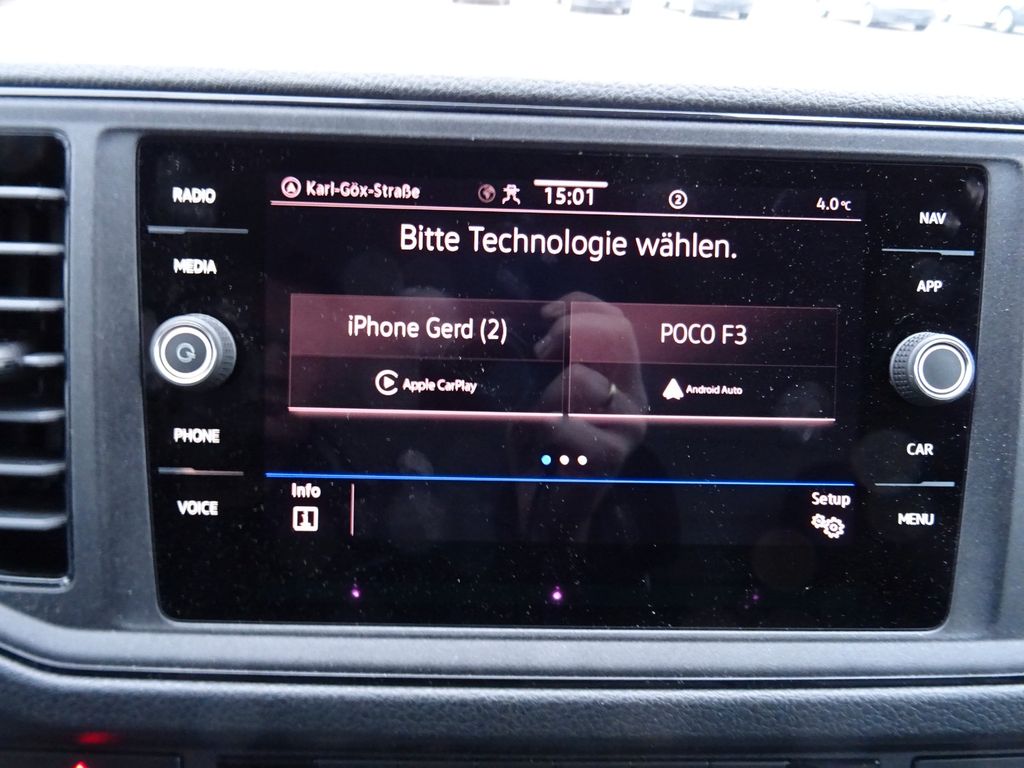 RADIO
MEDIA
PHONE
VOICE
Karl-Göx-Straße
15:01
2
4.0°C
Bitte Technologie wählen.
iPhone Gerd (2)
Apple CarPlay
POCO F3
Android Auto
Info
Setup
NAV
APP
CAR
MENU